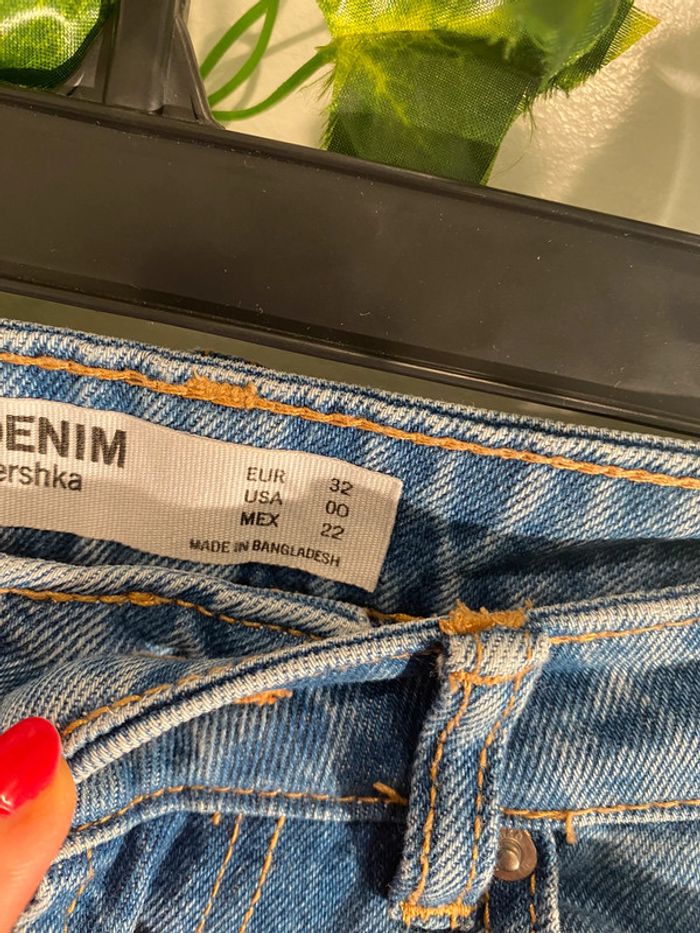 DENIM
ershka
EUR 32
USA 00
MEX 22
MADE IN BANGLADESH